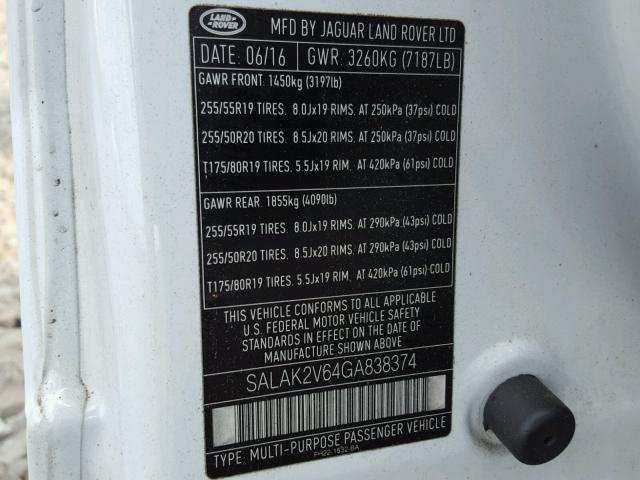 LAND ROVER
MFD BY JAGUAR LAND ROVER LTD
DATE: 06/16 GWR: 3260KG (7187LB)
GAWR FRONT: 1450kg (3197lb)
255/55R19 TIRES. 8.0Jx19 RIMS. AT 250kPa (37psi) COLD
255/50R20 TIRES. 8.5Jx20 RIMS. AT 250kPa (37psi) COLD
T175/80R19 TIRES. 5.5Jx19 RIM. AT 420kPa (61psi) COLD
GAWR REAR: 1855kg (4090lb)
255/55R19 TIRES. 8.0Jx19 RIMS. AT 290kPa (43psi) COLD
255/50R20 TIRES. 8.5Jx20 RIMS. AT 290kPa (43psi) COLD
T175/80R19 TIRES. 5.5Jx19 RIM. AT 420kPa (61psi) COLD
THIS VEHICLE CONFORMS TO ALL APPLICABLE
U.S. FEDERAL MOTOR VEHICLE SAFETY
STANDARDS IN EFFECT ON THE DATE OF
MANUFACTURE SHOWN ABOVE
SALAK2V64GA838374
TYPE: MULTI-PURPOSE PASSENGER VEHICLE
FH22-1532-BA